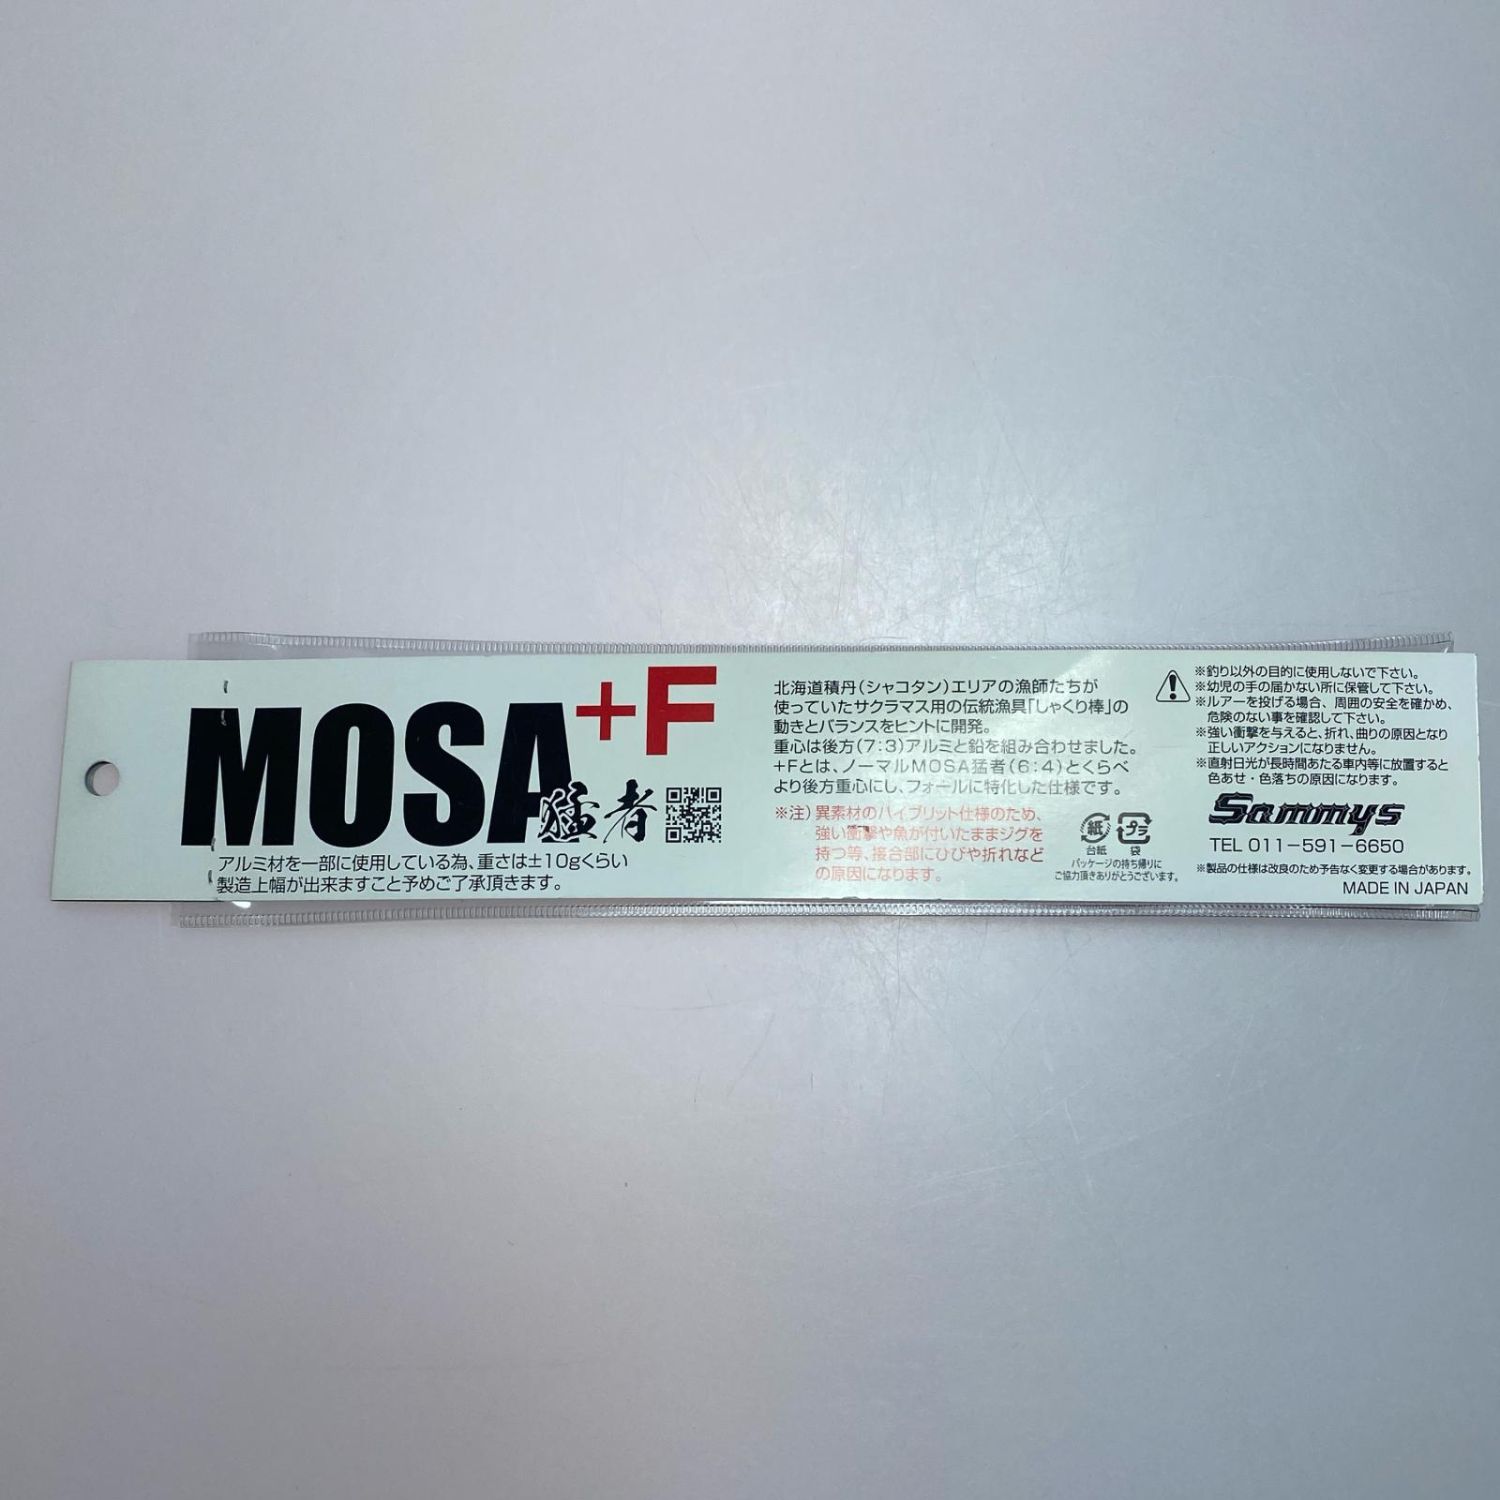 MOSA+F
猛者
アルミ材を一部に使用している為、重さは±10gくらい
製造上幅が出来ますこと予めご了承頂きます。
北海道積丹(シャコタン)エリアの漁師たちが
使っていたサクラマス用の伝統漁具「しゃくり棒」の
動きとバランスをヒントに開発。
重心は後方(7:3)アルミと鉛を組み合わせました。
+Fとは、ノーマルMOSA猛者(6:4)とくらべ
より後方重心にし、フォールに特化した仕様です。
※注)異素材のハイブリット仕様のため、
強い衝撃や魚が付いたままジグを
持つ等、接合部にひびや折れなど
の原因になります。
紙
台紙
プラ
袋
パッケージの持ち帰りに
ご協力頂きありがとうございます。
※釣り以外の目的に使用しないで下さい。
※幼児の手の届かない所に保管して下さい。
※ルアーを投げる場合、周囲の安全を確かめ、
危険のない事を確認して下さい。
※強い衝撃を与えると、折れ、曲りの原因となり
正しいアクションになりません。
※直射日光が長時間あたる車内等に放置すると
色あせ・色落ちの原因になります。
Sammys
TEL 011-591-6650
※製品の仕様は改良のため予告なく変更する場合があります。
MADE IN JAPAN